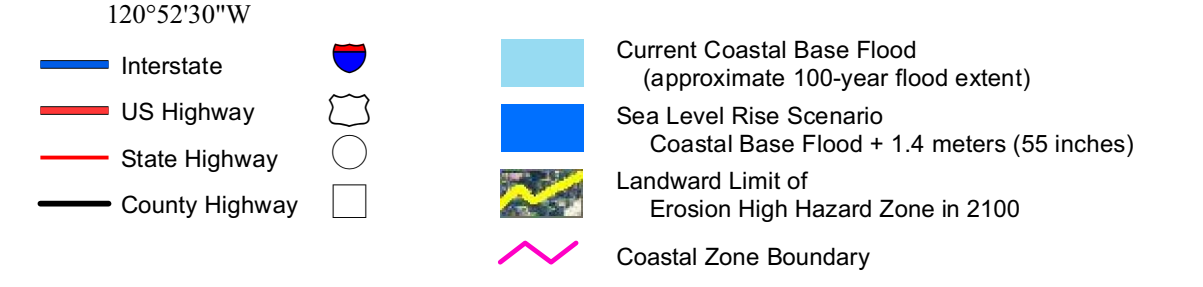 120°52'30"W
Interstate
US Highway
State Highway
County Highway
Current Coastal Base Flood
(approximate 100-year flood extent)
Sea Level Rise Scenario
Coastal Base Flood + 1.4 meters (55 inches)
Landward Limit of
Erosion High Hazard Zone in 2100
Coastal Zone Boundary